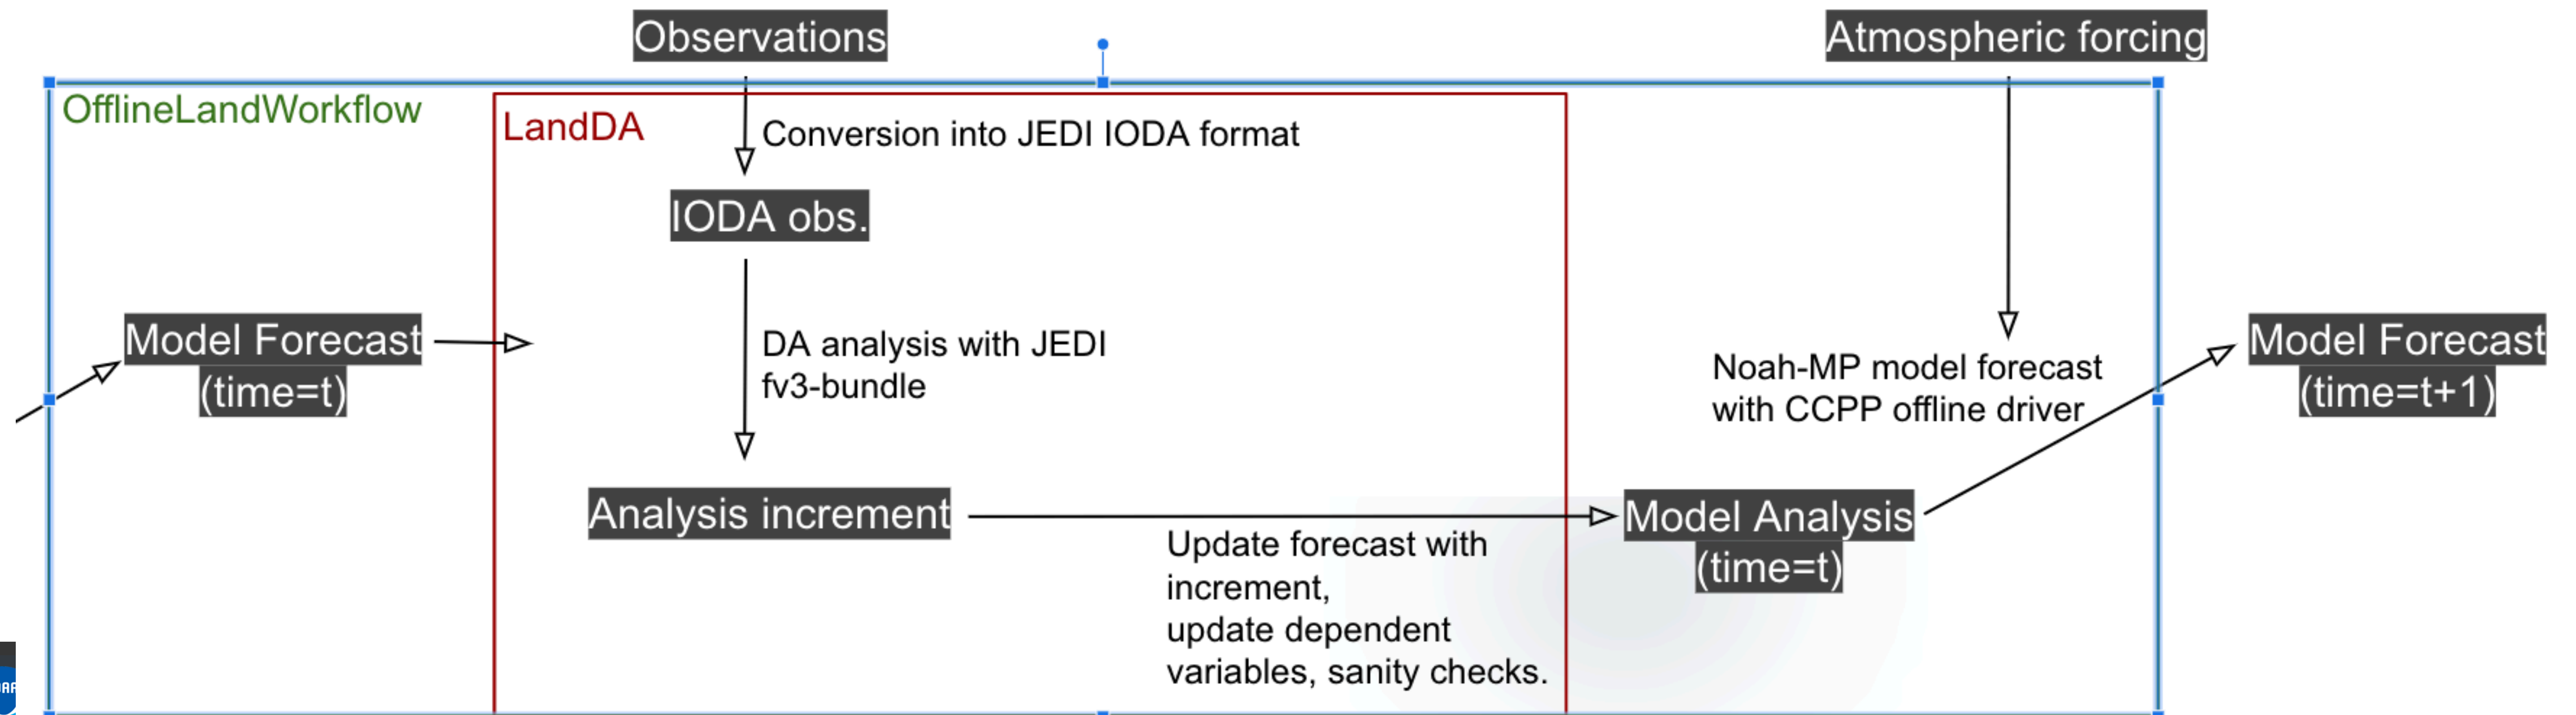 Observations
Atmospheric forcing
OfflineLandWorkflow
LandDA
Conversion into JEDI IODA format
IODA obs.
Model Forecast
(time=t)
DA analysis with JEDI
fv3-bundle
Noah-MP model forecast
with CCPP offline driver
Model Forecast
(time=t+1)
Analysis increment
Update forecast with
increment,
update dependent
variables, sanity checks.
Model Analysis
(time=t)